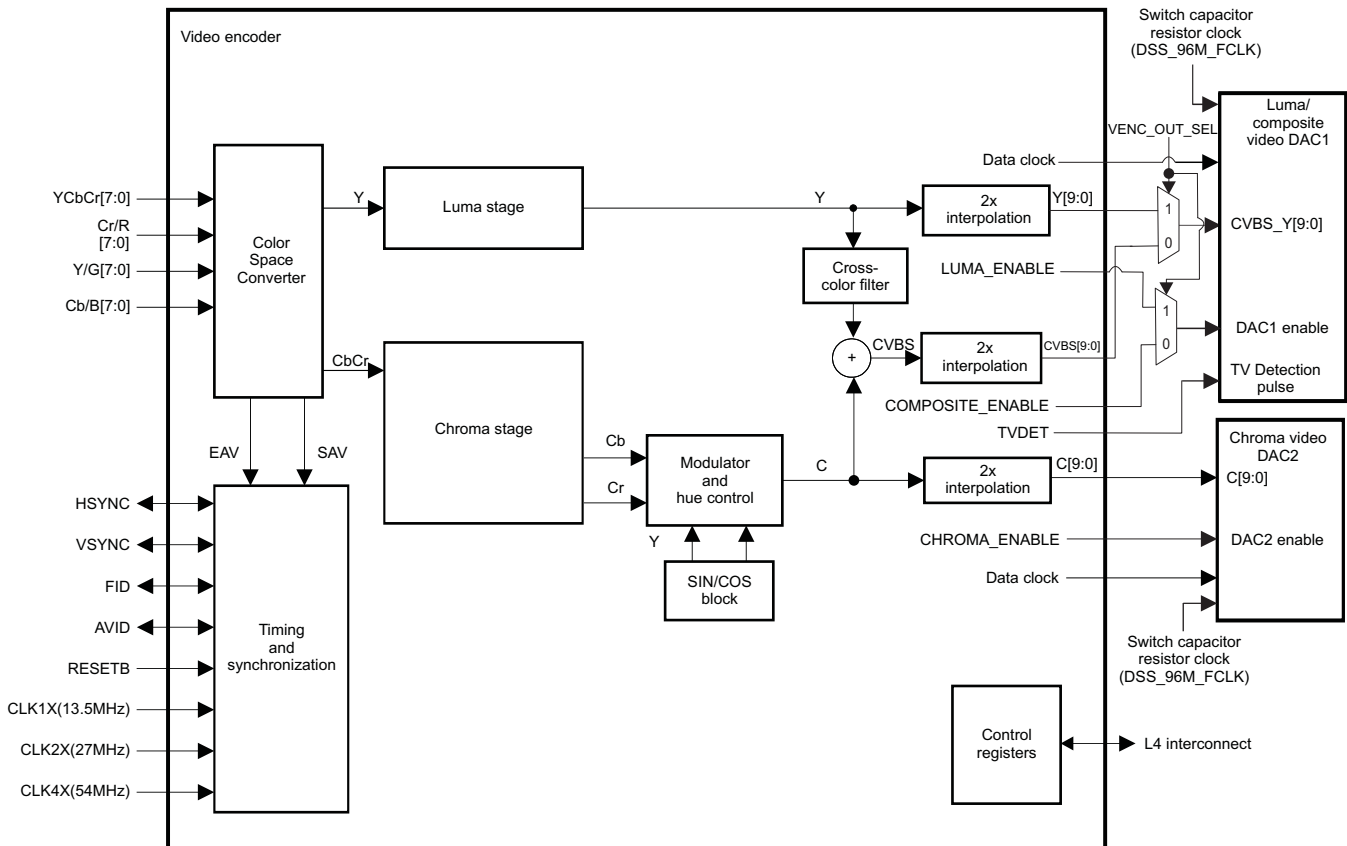 Video encoder
Switch capacitor
resistor clock
(DSS_96M_FCLK)
Luma/
composite
video DAC1
VENC_OUT_SEL
Data clock
YCbCr[7:0]
Cr/R
[7:0]
Y/G[7:0]
Cb/B[7:0]
Color
Space
Converter
Y
Luma stage
Y
2x
interpolation
Y[9:0]
1
0
CVBS_Y[9:0]
Cross-
color filter
LUMA_ENABLE
1
0
DAC1 enable
CbCr
+
CVBS
2x
interpolation
CVBS[9:0]
TV Detection
pulse
COMPOSITE_ENABLE
TVDET
Chroma stage
Cb
Cr
Modulator
and
hue control
C
2x
interpolation
C[9:0]
Chroma video
DAC2
C[9:0]
EAV
SAV
Y
SIN/COS
block
CHROMA_ENABLE
DAC2 enable
Data clock
Switch capacitor
resistor clock
(DSS_96M_FCLK)
HSYNC
VSYNC
FID
AVID
RESETB
CLK1X(13.5MHz)
CLK2X(27MHz)
CLK4X(54MHz)
Timing
and
synchronization
Control
registers
L4 interconnect